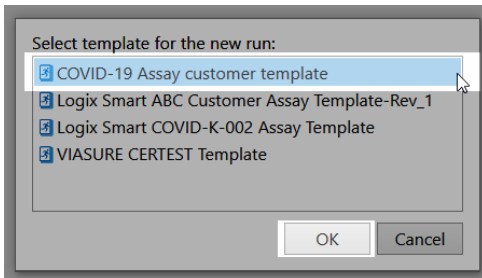 Select template for the new run:
COVID-19 Assay customer template
Logix Smart ABC Customer Assay Template-Rev_1
Logix Smart COVID-K-002 Assay Template
VIASURE CERTEST Template
OK
Cancel